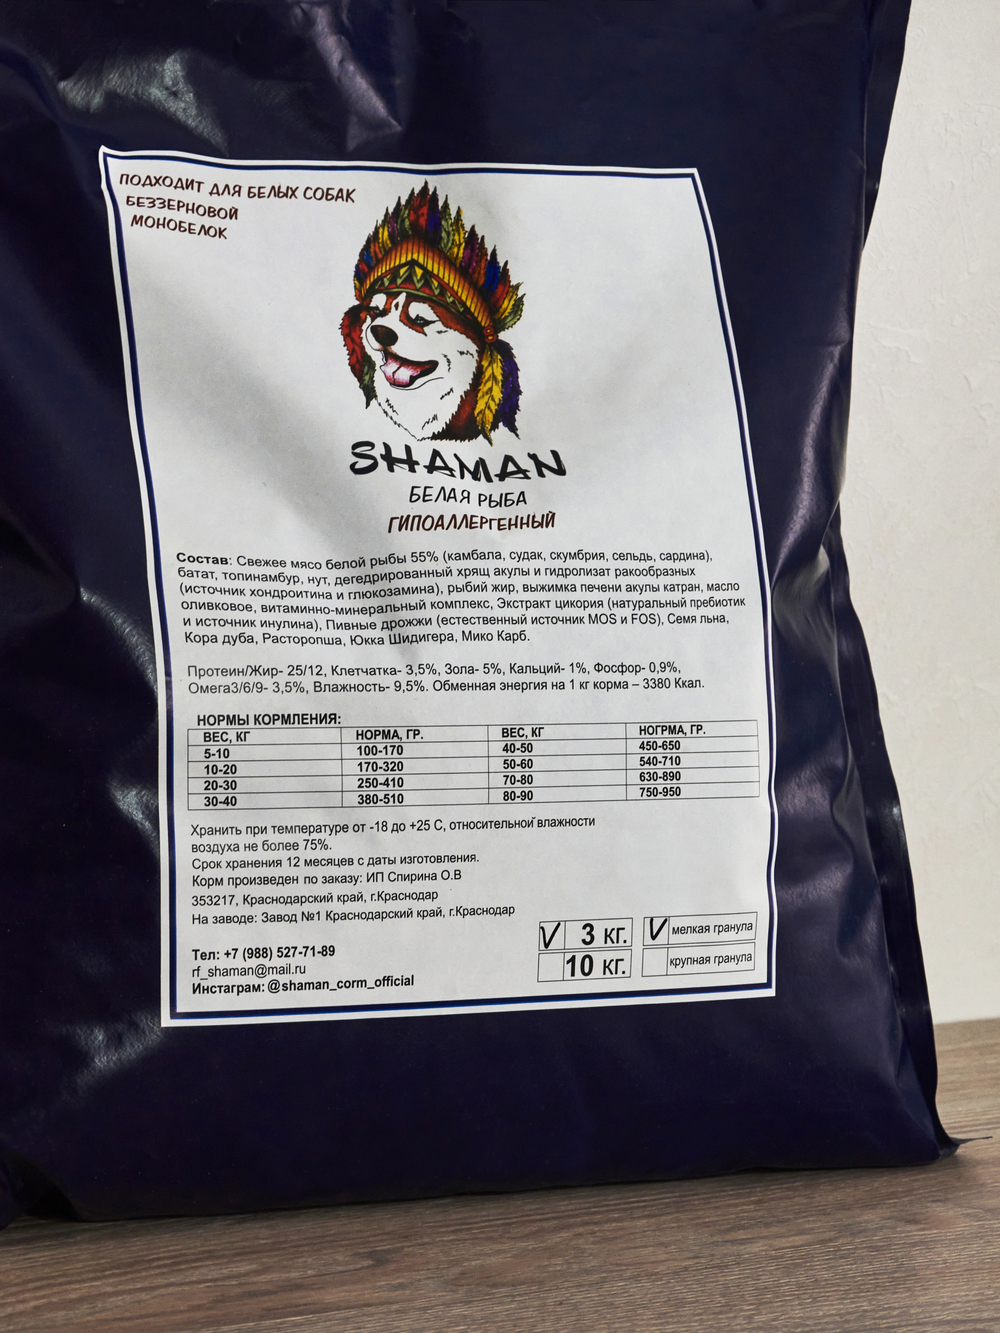 ПОДХОДИТ ДЛЯ БЕЛЫХ СОБАК
БЕЗЗЕРНОВОЙ
МОНОБЕЛОК
SHAMAN
БЕЛАЯ РЫБА
ГИПОАЛЛЕРГЕННЫЙ
Состав: Свежее мясо белой рыбы 55% (камбала, судак, скумбрия, сельдь, сардина),
батат, топинамбур, нут, дегедрированный хрящ акулы и гидролизат ракообразных
(источник хондроитина и глюкозамина), рыбий жир, выжимка печени акулы катран, масло
оливковое, витаминно-минеральный комплекс, Экстракт цикория (натуральный пребиотик
и источник инулина), Пивные дрожжи (естественный источник MOS и FOS), Семя льна,
Кора дуба, Расторопша, Юкка Шидигера, Мико Карб.
Протеин/Жир- 25/12, Клетчатка- 3,5%, Зола- 5%, Кальций- 1%, Фосфор- 0,9%,
Омега3/6/9- 3,5%, Влажность- 9,5%. Обменная энергия на 1 кг корма – 3380 Ккал.
НОРМЫ КОРМЛЕНИЯ:
ВЕС, КГ НОРМА, ГР. ВЕС, КГ НОГРМА, ГР.
5-10 100-170 40-50 450-650
10-20 170-320 50-60 540-710
20-30 250-410 70-80 630-890
30-40 380-510 80-90 750-950
Хранить при температуре от -18 до +25 С, относительной влажности
воздуха не более 75%.
Срок хранения 12 месяцев с даты изготовления.
Корм произведен по заказу: ИП Спирина О.В
353217, Краснодарский край, г.Краснодар
На заводе: Завод №1 Краснодарский край, г.Краснодар
Тел: +7 (988) 527-71-89
rf_shaman@mail.ru
Инстаграм: @shaman_corm_official
V 3 КГ. V мелкая гранула
10 КГ. крупная гранула